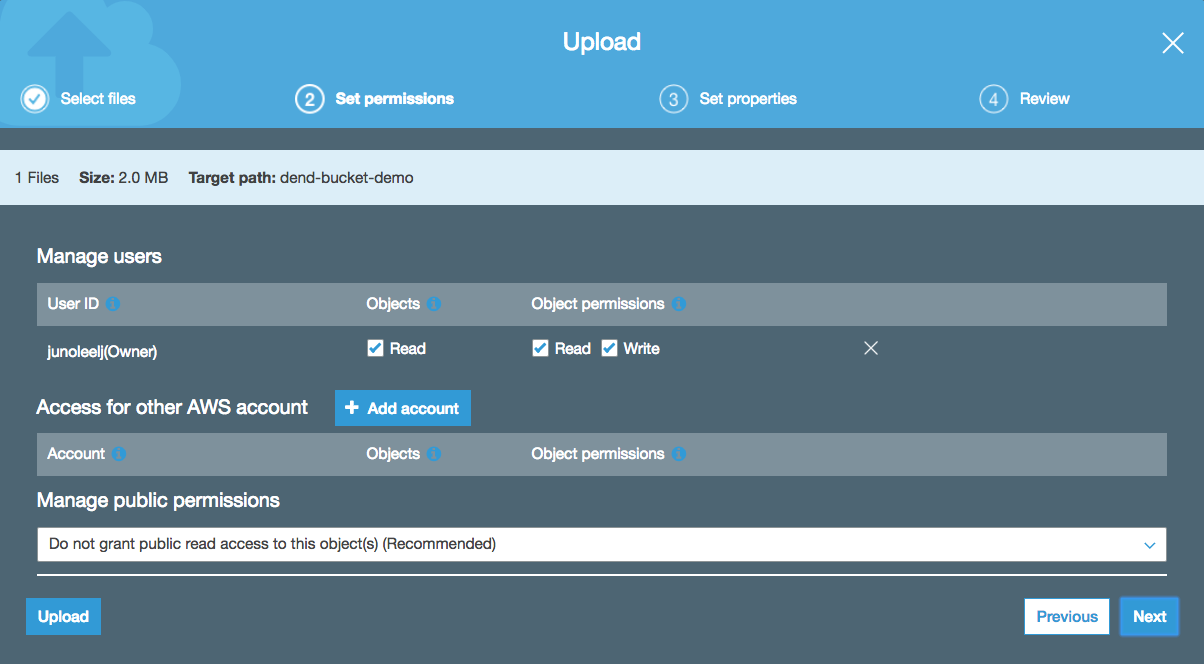 Upload
Select files 2 Set permissions 3 Set properties 4 Review
1 Files Size: 2.0 MB Target path: dend-bucket-demo
Manage users
User ID Objects Object permissions
junoleelj(Owner) Read Read Write
Access for other AWS account + Add account
Account Objects Object permissions
Manage public permissions
Do not grant public read access to this object(s) (Recommended)
Upload Previous Next